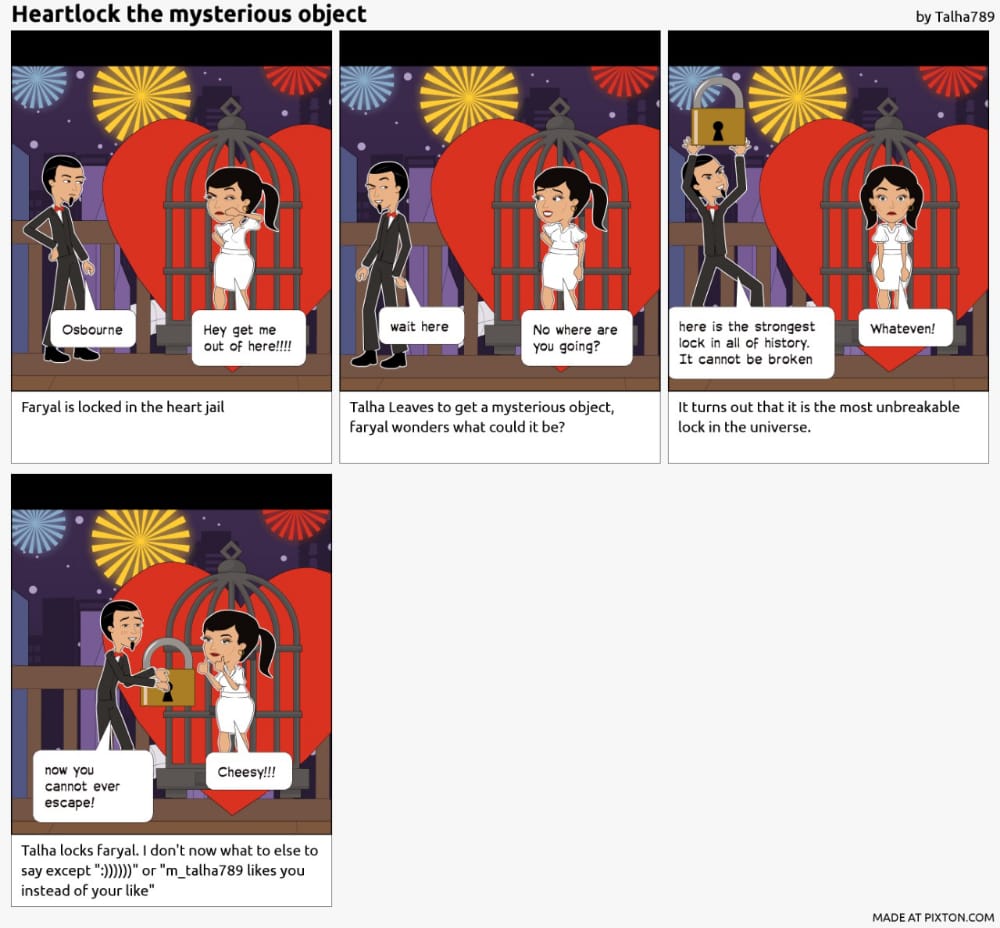 Heartlock the mysterious object
by Talha789
Osbourne
Hey get me
out of here!!!!
Faryal is locked in the heart jail
wait here
No where are
you going?
Talha Leaves to get a mysterious object,
faryal wonders what could it be?
here is the strongest
lock in all of history.
It cannot be broken
Whateven!
It turns out that it is the most unbreakable
lock in the universe.
now you
cannot ever
escape!
Cheesy!!!
Talha locks faryal. I don't now what to else to
say except ":))))))" or "m_talha789 likes you
instead of your like"
MADE AT PIXTON.COM